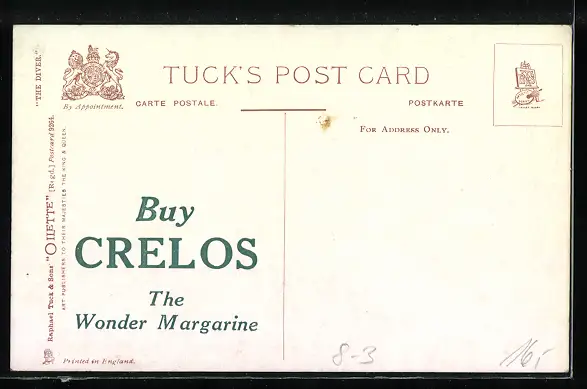 TUCK'S POST CARD
By Appointment.
CARTE POSTALE.
POSTKARTE
FOR ADDRESS ONLY.
"THE DIVER."
Raphael Tuck & Sons' "OILETTE" [Regd.] Postcard 9264.
ART PUBLISHERS TO THEIR MAJESTIES THE KING & QUEEN.
Buy
CRELOS
The
Wonder Margarine
Printed in England.
8-3
16,-